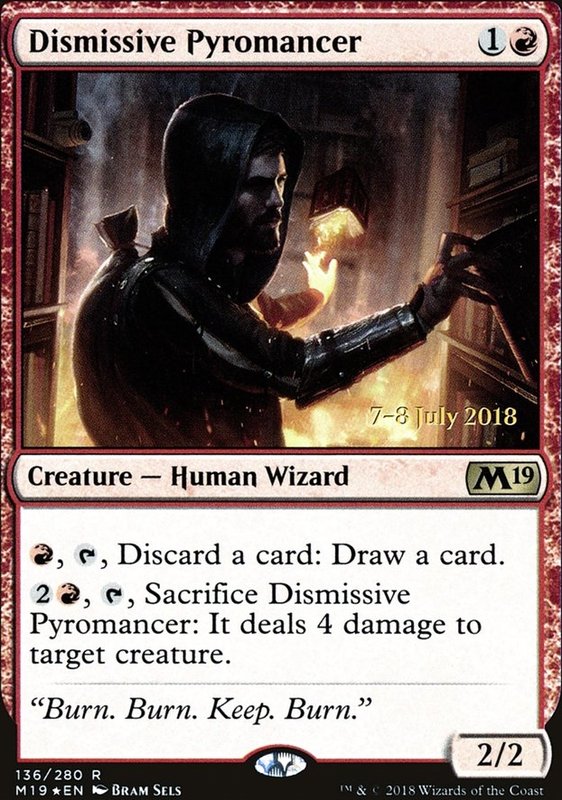 Dismissive Pyromancer 1
7–8 July 2018
Creature — Human Wizard M19
, , Discard a card: Draw a card.
2 , , Sacrifice Dismissive
Pyromancer: It deals 4 damage to
target creature.
“Burn. Burn. Keep. Burn.”
2/2
136/280 R
M19 ★ EN Bram Sels ™ & © 2018 Wizards of the Coast